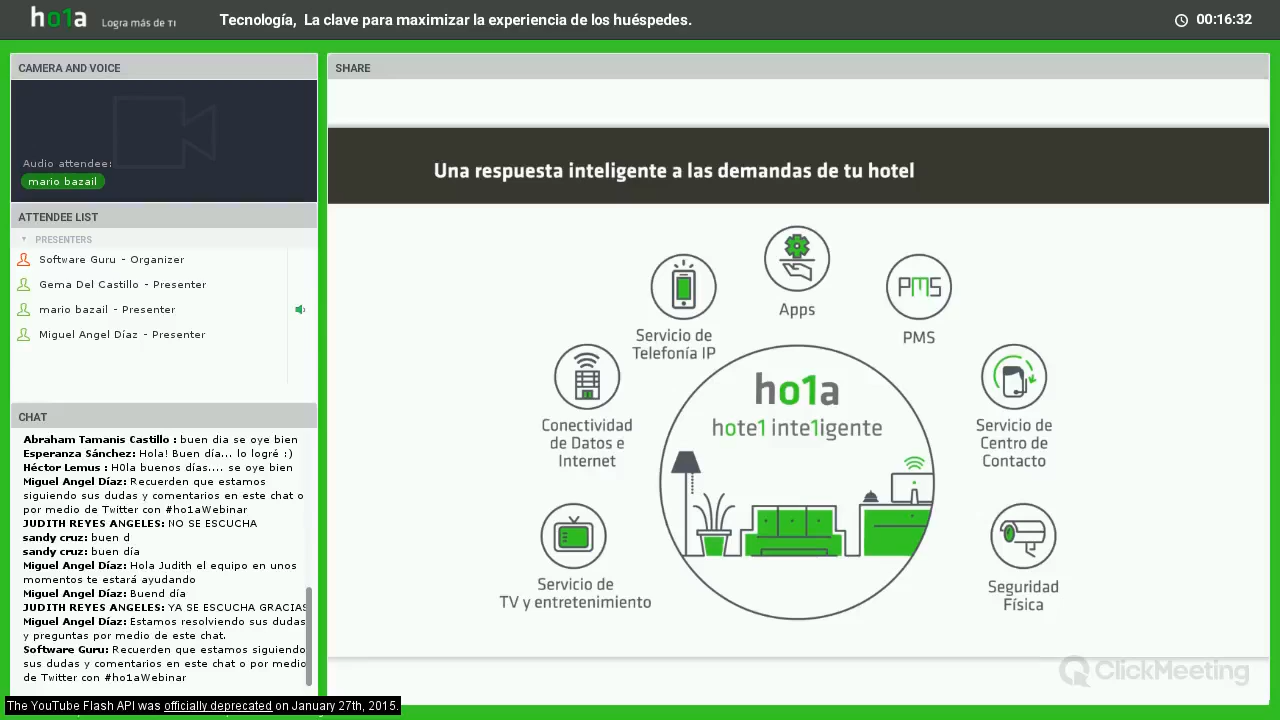 ho1a Logra más de TI
Tecnología, La clave para maximizar la experiencia de los huéspedes.
00:16:32
CAMERA AND VOICE
Audio attendee:
mario bazail
ATTENDEE LIST
PRESENTERS
Software Guru - Organizer
Gema Del Castillo - Presenter
mario bazail - Presenter
Miguel Angel Díaz - Presenter
CHAT
Abraham Tamanis Castillo : buen dia se oye bien
Esperanza Sánchez: Hola! Buen día... lo logré :)
Héctor Lemus : H0la buenos días.... se oye bien
Miguel Angel Díaz: Recuerden que estamos
siguiendo sus dudas y comentarios en este chat o
por medio de Twitter con #ho1aWebinar
JUDITH REYES ANGELES: NO SE ESCUCHA
sandy cruz: buen d
sandy cruz: buen día
Miguel Angel Díaz: Hola Judith el equipo en unos
momentos te estará ayudando
Miguel Angel Díaz: Buend día
JUDITH REYES ANGELES: YA SE ESCUCHA GRACIAS
Miguel Angel Díaz: Estamos resolviendo sus dudas
y preguntas por medio de este chat.
Software Guru: Recuerden que estamos siguiendo
sus dudas y comentarios en este chat o por medio
de Twitter con #ho1aWebinar
The YouTube Flash API was officially deprecated on January 27th, 2015.
SHARE
Una respuesta inteligente a las demandas de tu hotel
Apps
PMS
PMS
Servicio de
Telefonía IP
Conectividad
de Datos e
Internet
Servicio de
TV y entretenimiento
ho1a
hote1 inte1igente
Servicio de
Centro de
Contacto
Seguridad
Física
ClickMeeting